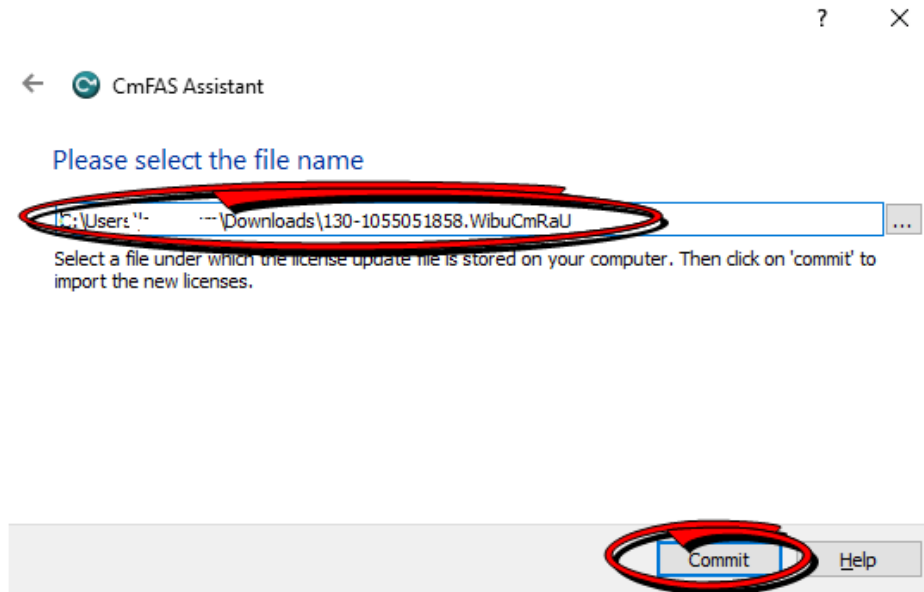 ?
CmFAS Assistant
Please select the file name
C:\Users\ \Downloads\130-1055051858.WibuCmRaU
...
Select a file under which the license update file is stored on your computer. Then click on 'commit' to
import the new licenses.
Commit Help